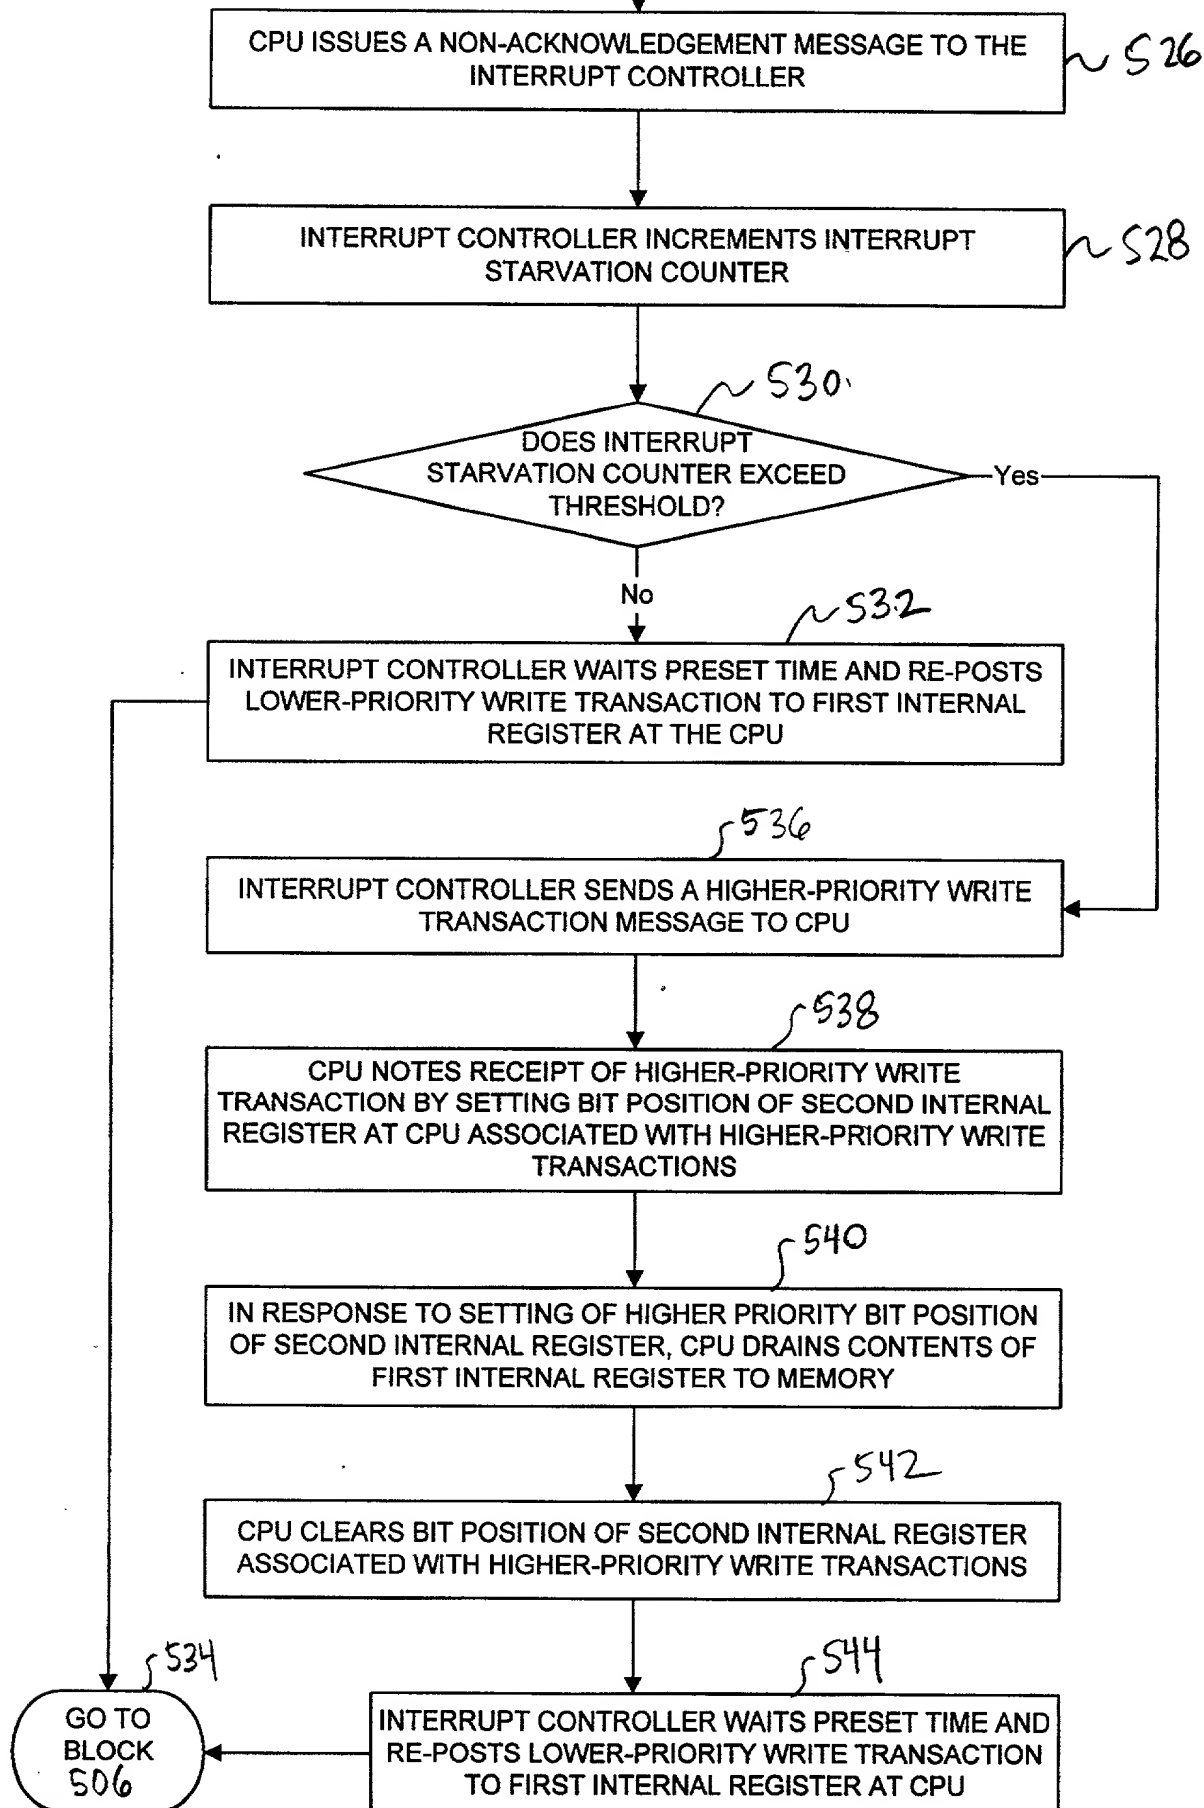 CPU ISSUES A NON-ACKNOWLEDGEMENT MESSAGE TO THE
INTERRUPT CONTROLLER
526
INTERRUPT CONTROLLER INCREMENTS INTERRUPT
STARVATION COUNTER
528
530
DOES INTERRUPT
STARVATION COUNTER EXCEED
THRESHOLD?
Yes
No
532
INTERRUPT CONTROLLER WAITS PRESET TIME AND RE-POSTS
LOWER-PRIORITY WRITE TRANSACTION TO FIRST INTERNAL
REGISTER AT THE CPU
536
INTERRUPT CONTROLLER SENDS A HIGHER-PRIORITY WRITE
TRANSACTION MESSAGE TO CPU
538
CPU NOTES RECEIPT OF HIGHER-PRIORITY WRITE
TRANSACTION BY SETTING BIT POSITION OF SECOND INTERNAL
REGISTER AT CPU ASSOCIATED WITH HIGHER-PRIORITY WRITE
TRANSACTIONS
540
IN RESPONSE TO SETTING OF HIGHER PRIORITY BIT POSITION
OF SECOND INTERNAL REGISTER, CPU DRAINS CONTENTS OF
FIRST INTERNAL REGISTER TO MEMORY
542
CPU CLEARS BIT POSITION OF SECOND INTERNAL REGISTER
ASSOCIATED WITH HIGHER-PRIORITY WRITE TRANSACTIONS
534
GO TO
BLOCK
506
544
INTERRUPT CONTROLLER WAITS PRESET TIME AND
RE-POSTS LOWER-PRIORITY WRITE TRANSACTION
TO FIRST INTERNAL REGISTER AT CPU